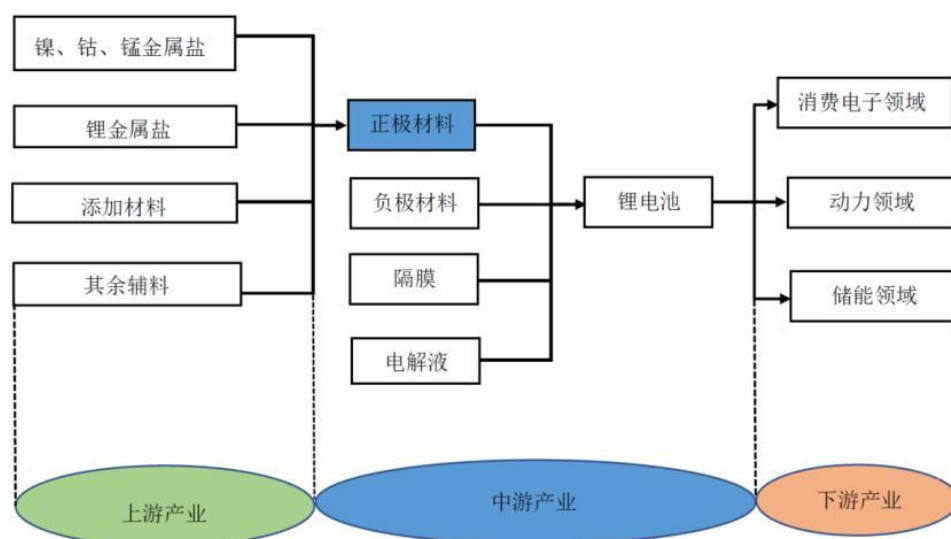 镍、钴、锰金属盐
锂金属盐
添加材料
其余辅料
正极材料
负极材料
隔膜
电解液
锂电池
消费电子领域
动力领域
储能领域
上游产业
中游产业
下游产业